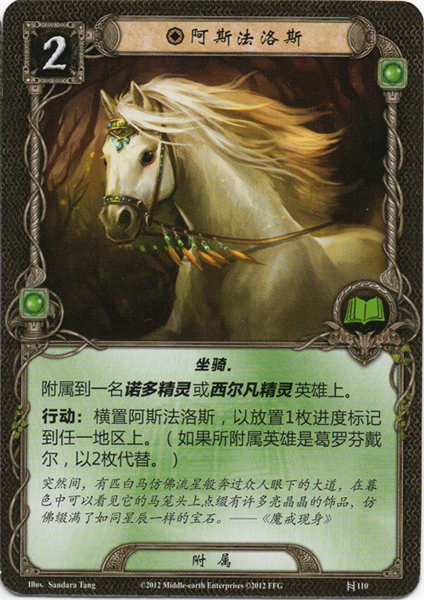 2
阿斯法洛斯
坐骑.
附属到一名诺多精灵或西尔凡精灵英雄上。
行动：横置阿斯法洛斯，以放置1枚进度标记
到任一地区上。（如果所附属英雄是葛罗芬戴
尔，以2枚代替。）
突然间，有匹白马仿佛流星般奔过众人眼下的大道，在暮
色中可以看见它的马笼头上点缀有许多亮晶晶的饰品，仿
佛缀满了如同星辰一样的宝石。——《魔戒现身》
附属
Illus. Sandara Tang ©2012 Middle-earth Enterprises ©2012 FFG 110